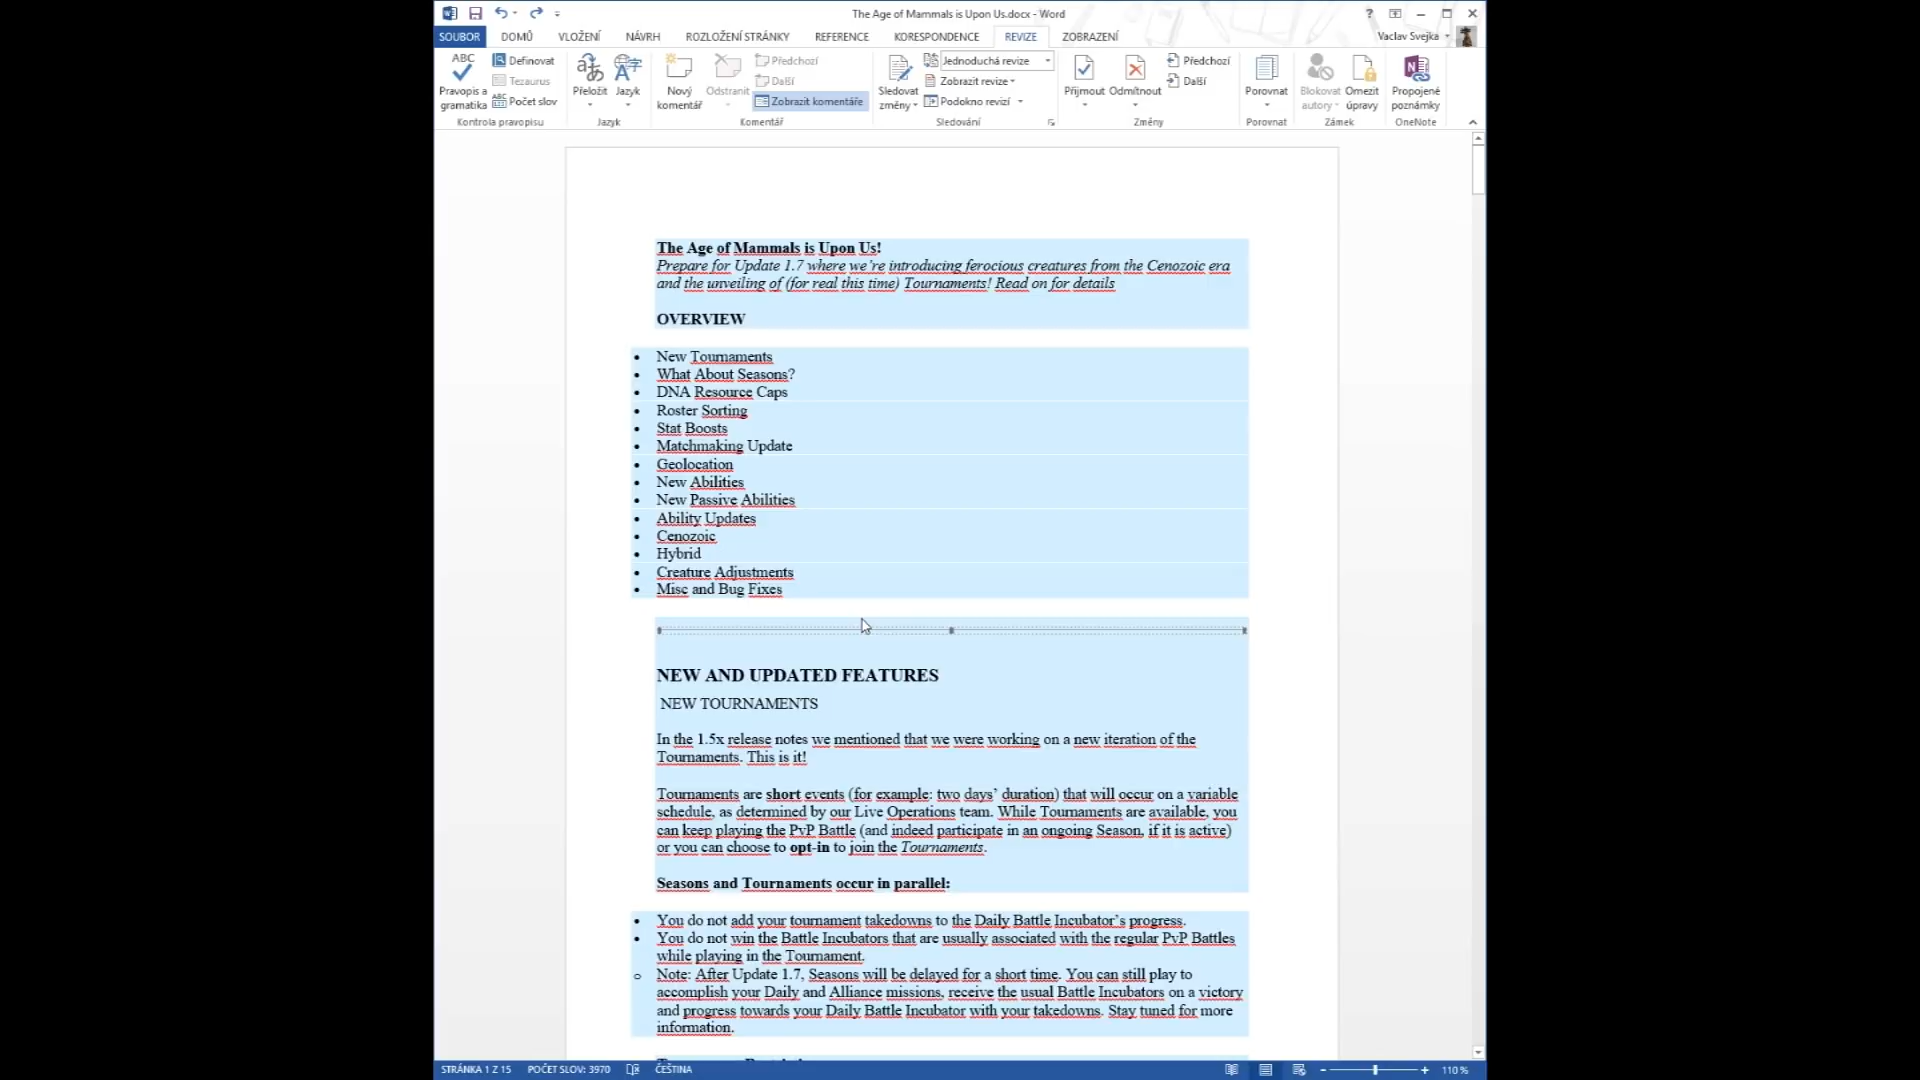 The Age of Mammals is Upon Us.docx - Word
SOUBOR DOMŮ VLOŽENÍ NÁVRH ROZLOŽENÍ STRÁNKY REFERENCE KORESPONDENCE REVIZE ZOBRAZENÍ Vaclav Svejka
ABC Pravopis a gramatika
Definovat
Tezaurus
ABC Počet slov
Kontrola pravopisu
Přeložit Jazyk
Jazyk
Nový komentář
Odstranit
Předchozí
Další
Zobrazit komentáře
Komentář
Sledovat změny
Jednoduchá revize
Zobrazit revize
Podokno revizí
Sledování
Přijmout Odmítnout
Předchozí
Další
Změny
Porovnat
Porovnat
Blokovat autory
Omezit úpravy
Zámek
Propojené poznámky
OneNote
The Age of Mammals is Upon Us!
Prepare for Update 1.7 where we're introducing ferocious creatures from the Cenozoic era
and the unveiling of (for real this time) Tournaments! Read on for details
OVERVIEW
• New Tournaments
• What About Seasons?
• DNA Resource Caps
• Roster Sorting
• Stat Boosts
• Matchmaking Update
• Geolocation
• New Abilities
• New Passive Abilities
• Ability Updates
• Cenozoic
• Hybrid
• Creature Adjustments
• Misc and Bug Fixes
NEW AND UPDATED FEATURES
NEW TOURNAMENTS
In the 1.5x release notes we mentioned that we were working on a new iteration of the
Tournaments. This is it!
Tournaments are short events (for example: two days' duration) that will occur on a variable
schedule, as determined by our Live Operations team. While Tournaments are available, you
can keep playing the PvP Battle (and indeed participate in an ongoing Season, if it is active)
or you can choose to opt-in to join the Tournaments.
Seasons and Tournaments occur in parallel:
• You do not add your tournament takedowns to the Daily Battle Incubator's progress.
• You do not win the Battle Incubators that are usually associated with the regular PvP Battles
while playing in the Tournament.
o Note: After Update 1.7, Seasons will be delayed for a short time. You can still play to
accomplish your Daily and Alliance missions, receive the usual Battle Incubators on a victory
and progress towards your Daily Battle Incubator with your takedowns. Stay tuned for more
information.
STRÁNKA 1 Z 15 POČET SLOV: 3970 ČEŠTINA 110 %